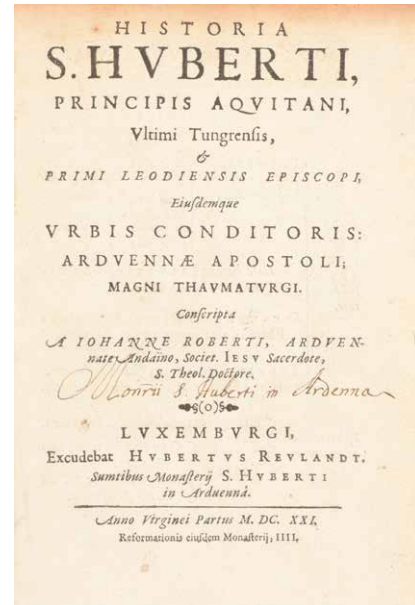 HISTORIA
S. HVBERTI,
PRINCIPIS AQVITANI,
Vltimi Tungrensis,
&
PRIMI LEODIENSIS EPISCOPI,
Eiuſdemque
VRBIS CONDITORIS:
ARDVENNÆ APOSTOLI;
MAGNI THAVMATVRGI.
Conſcripta
A IOHANNE ROBERTI, ARDVEN-
nate Andaino, Societ. IESV Sacerdote,
S. Theol. Doctore.
Monrii S. Huberti in Ardenna
§(o)§
LVXEMBVRGI,
Excudebat HVBERTVS REVLANDT.
Sumtibus Monaſterij S. HVBERTI
in Arduennâ.
Anno Virginei Partus M. DC. XXI.
Reformationis eiuſdem Monaſterij, IIII.